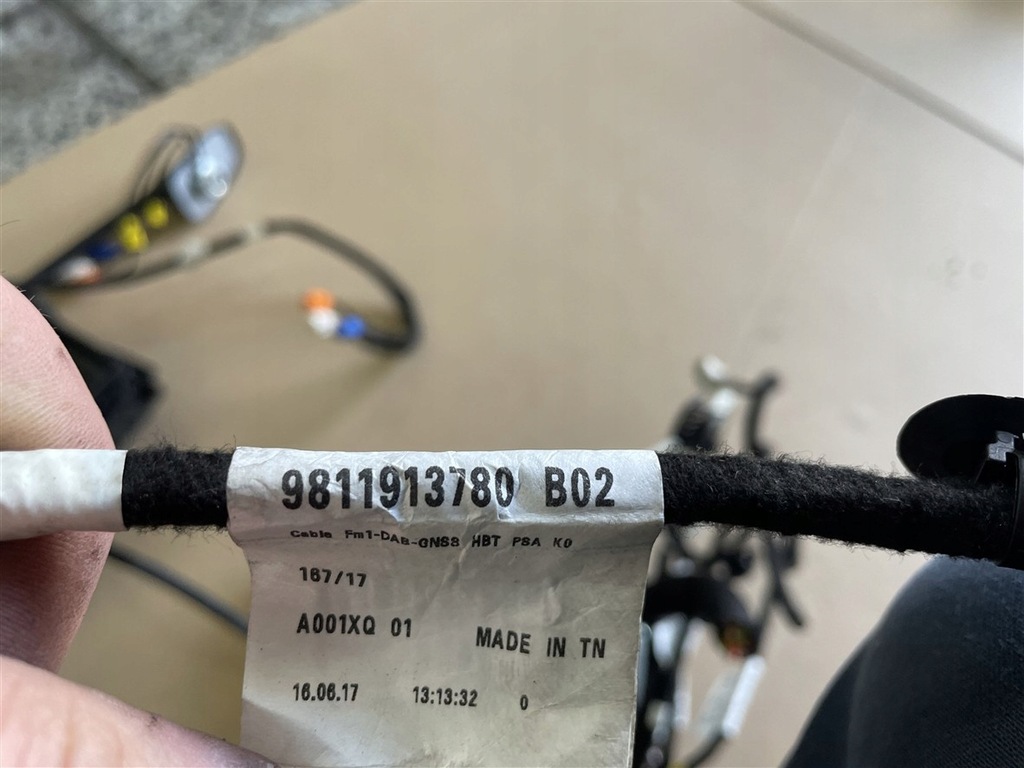 9811913780 B02
Cable Fm1-DAB-GNSS HBT PSA K0
167/17
A001XQ 01
MADE IN TN
16.06.17 13:13:32 0